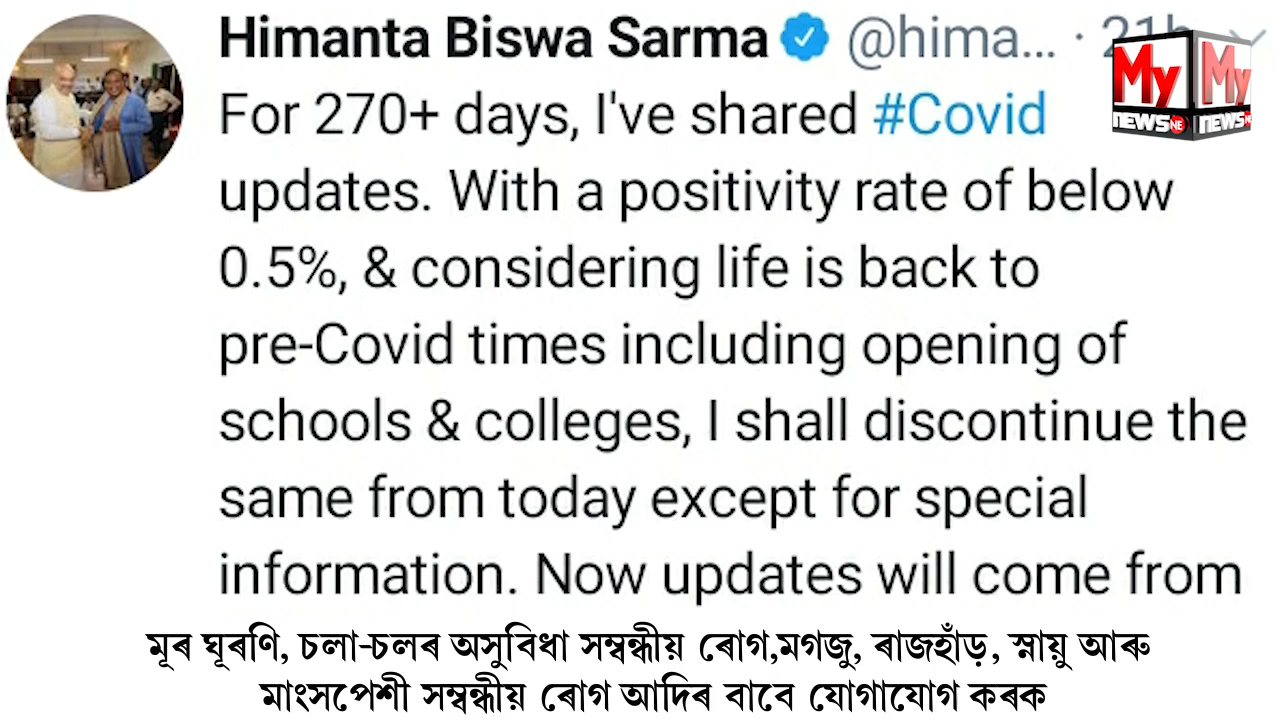 Himanta Biswa Sarma @hima... · 21h
For 270+ days, I've shared #Covid
updates. With a positivity rate of below
0.5%, & considering life is back to
pre-Covid times including opening of
schools & colleges, I shall discontinue the
same from today except for special
information. Now updates will come from
My My
NEWS NE NEWS NE
মূৰ ঘূৰণি, চলা-চলৰ অসুবিধা সম্বন্ধীয় ৰোগ,মগজু, ৰাজহাঁড়, স্নায়ু আৰু
মাংসপেশী সম্বন্ধীয় ৰোগ আদিৰ বাবে যোগাযোগ কৰক